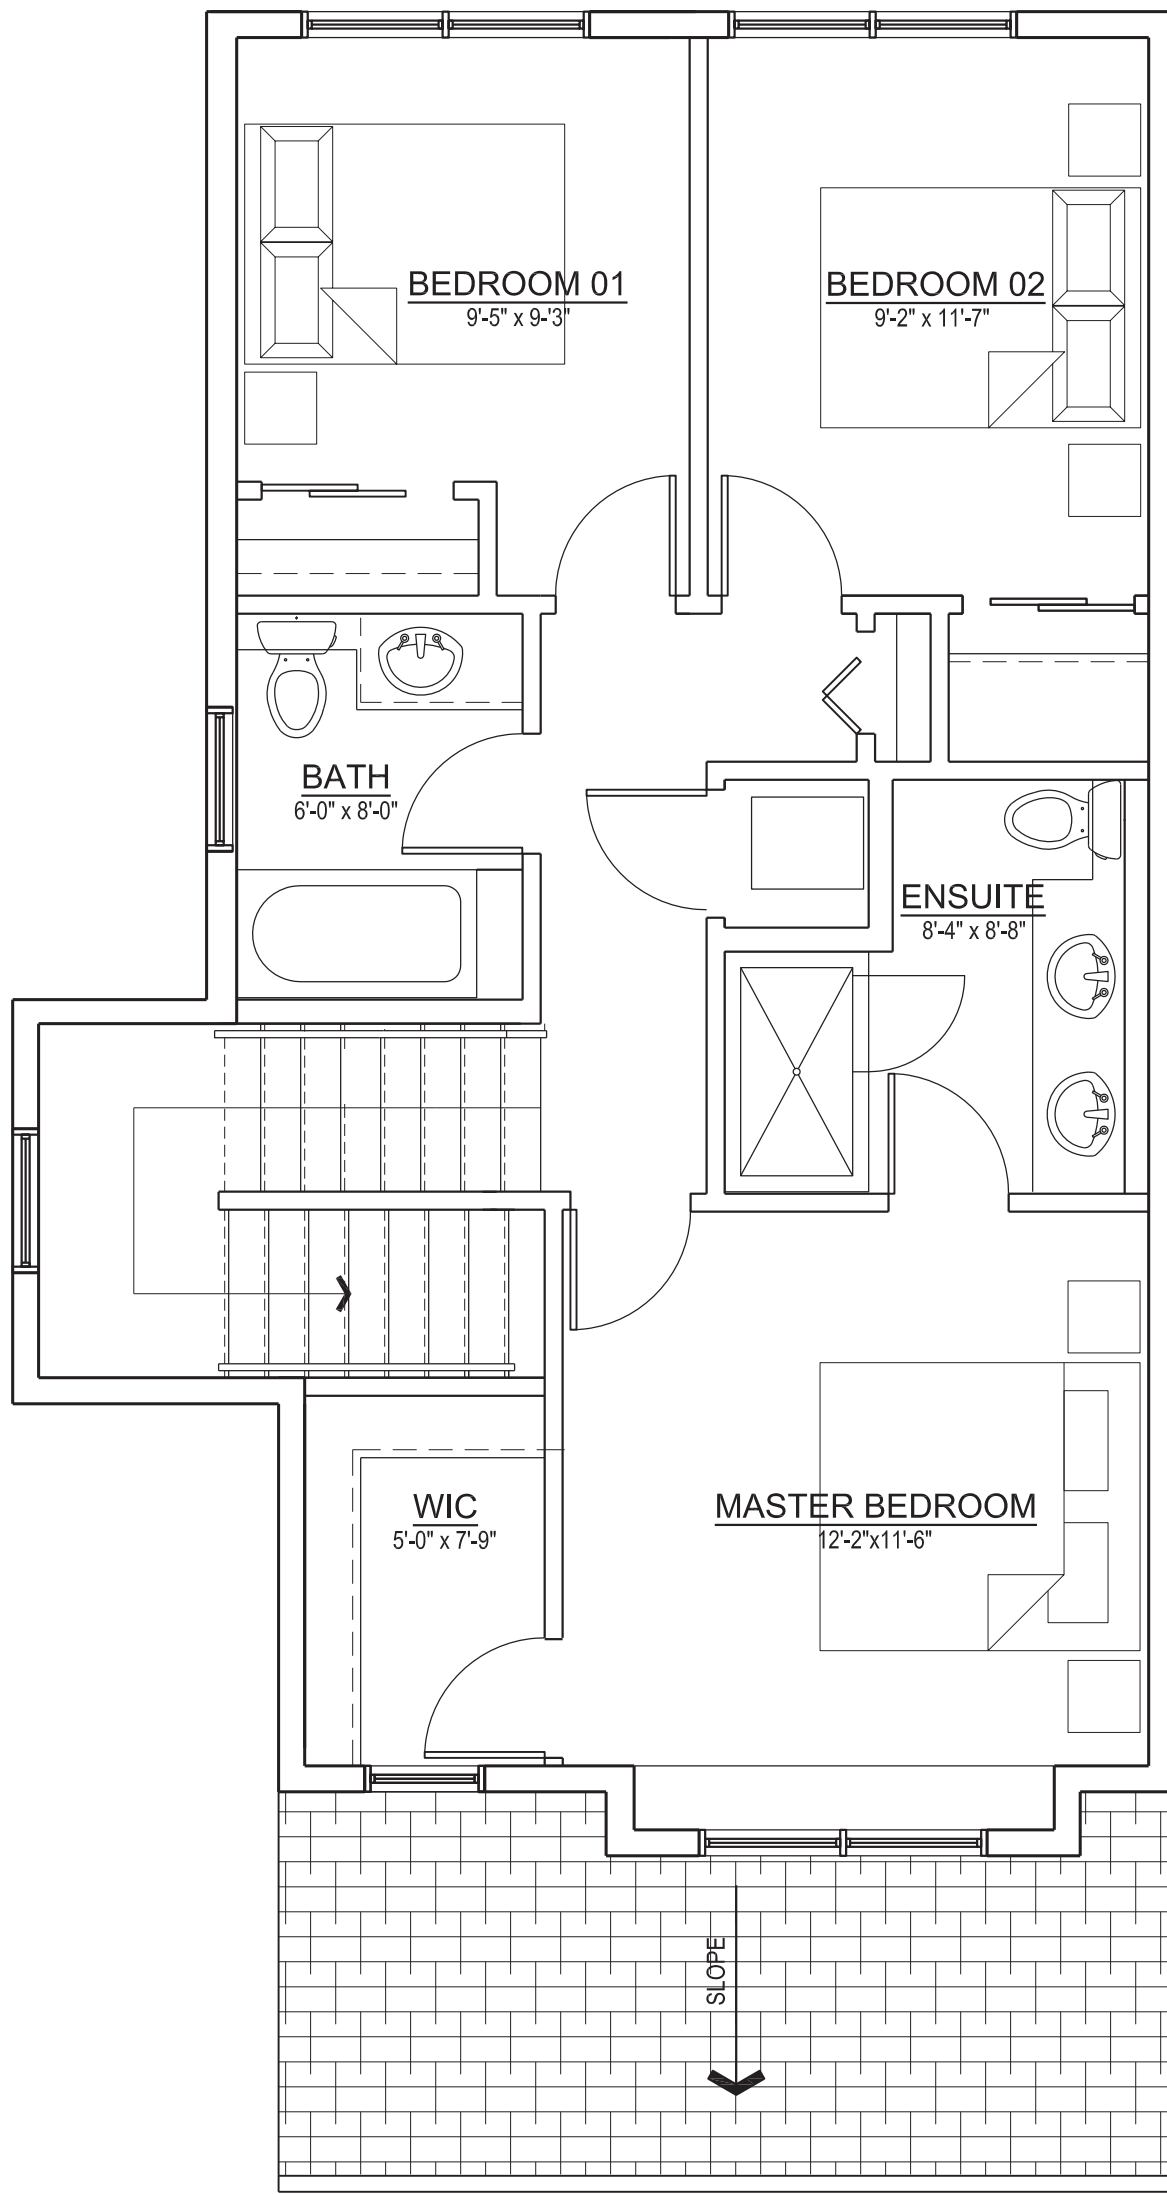 BEDROOM 01
9'-5" x 9-'3"
BEDROOM 02
9'-2" x 11'-7"
BATH
6'-0" x 8'-0"
ENSUITE
8'-4" x 8'-8"
WIC
5'-0" x 7'-9"
MASTER BEDROOM
12'-2"x11'-6"
SLOPE